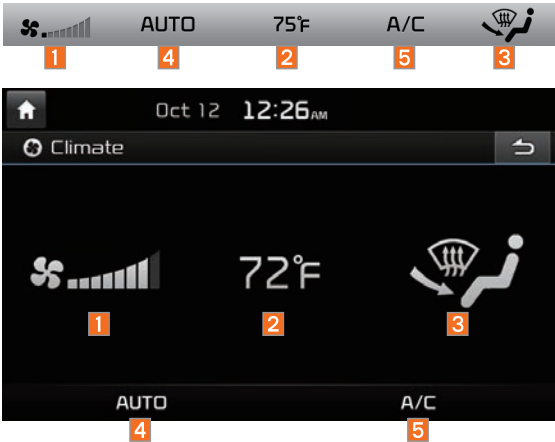 AUTO 75°F A/C
1 4 2 5 3
Oct 12 12:26AM
Climate
72°F
1 2 3
AUTO A/C
4 5